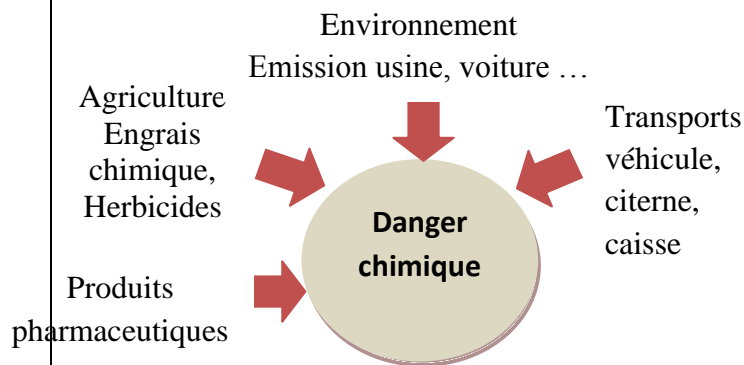 Environnement
Emission usine, voiture …
Agriculture
Engrais
chimique,
Herbicides
Transports
véhicule,
citerne,
caisse
Danger
chimique
Produits
pharmaceutiques